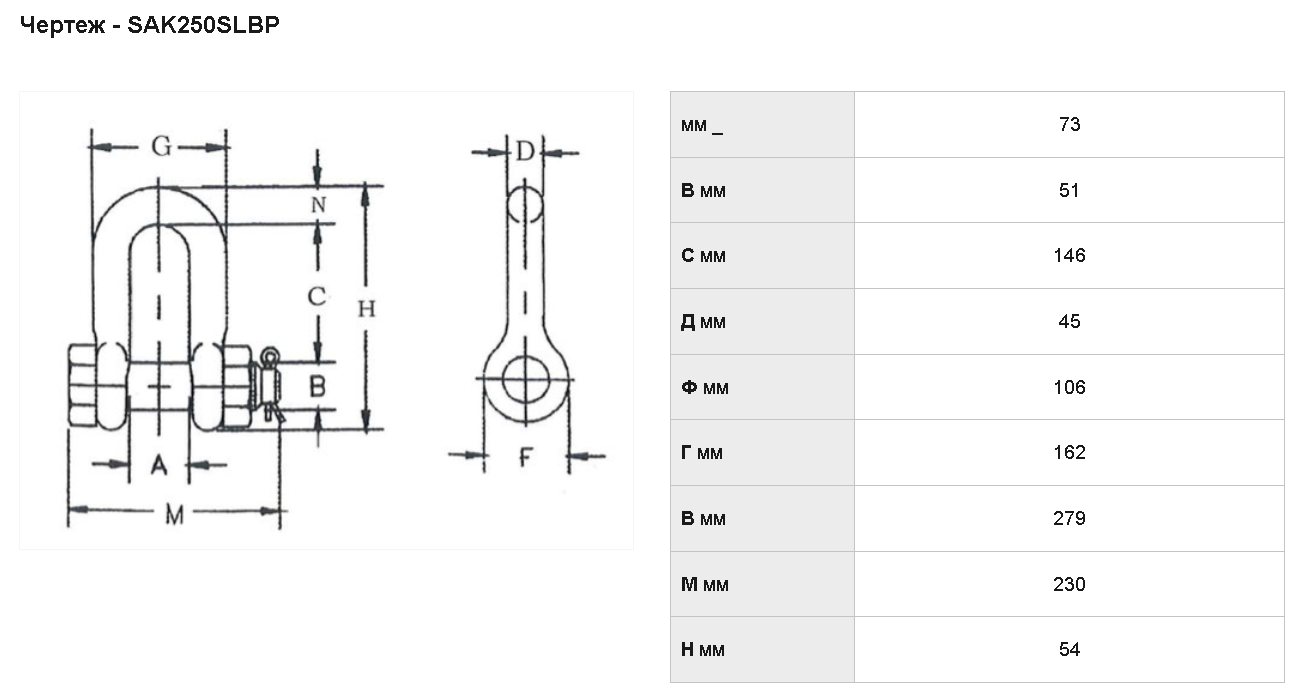 Чертеж - SAK250SLBP
G
D
N
C
H
B
A
F
M
мм _ 73
В мм 51
С мм 146
Д мм 45
Ф мм 106
Г мм 162
В мм 279
М мм 230
Н мм 54